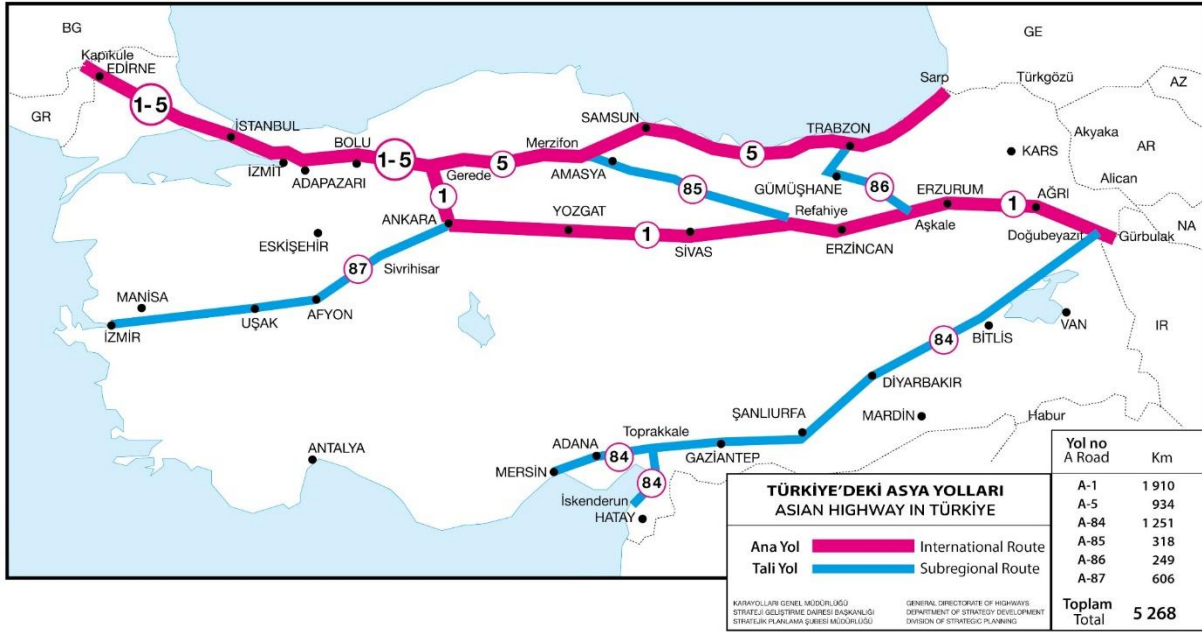 BG
GE
Kapıkule
EDİRNE
Sarp
Türkgözü
AZ
GR
1-5
İSTANBUL
SAMSUN
TRABZON
Akyaka
BOLU
1-5
Merzifon
5
5
KARS
AR
İZMİT
ADAPAZARI
Gerede
AMASYA
85
GÜMÜŞHANE
86
ERZURUM
AĞRI
Alican
1
1
ANKARA
YOZGAT
Refahiye
Aşkale
NA
ESKİŞEHİR
1
SİVAS
ERZİNCAN
Doğubeyazıt
Gürbulak
87
Sivrihisar
MANİSA
İZMİR
UŞAK
AFYON
BİTLİS
VAN
IR
84
DİYARBAKIR
MARDİN
Habur
ŞANLIURFA
Toprakkale
GAZİANTEP
ANTALYA
ADANA
84
MERSİN
84
İskenderun
HATAY
TÜRKİYE'DEKİ ASYA YOLLARI
ASIAN HIGHWAY IN TÜRKİYE
Ana Yol International Route
Tali Yol Subregional Route
KARAYOLLARI GENEL MÜDÜRLÜĞÜ
STRATEJİ GELİŞTİRME DAİRESİ BAŞKANLIĞI
STRATEJİK PLANLAMA ŞUBESİ MÜDÜRLÜĞÜ
GENERAL DIRECTORATE OF HIGHWAYS
DEPARTMENT OF STRATEGY DEVELOPMENT
DIVISION OF STRATEGIC PLANNING
Yol no
A Road Km
A-1 1 910
A-5 934
A-84 1 251
A-85 318
A-86 249
A-87 606
Toplam
Total 5 268